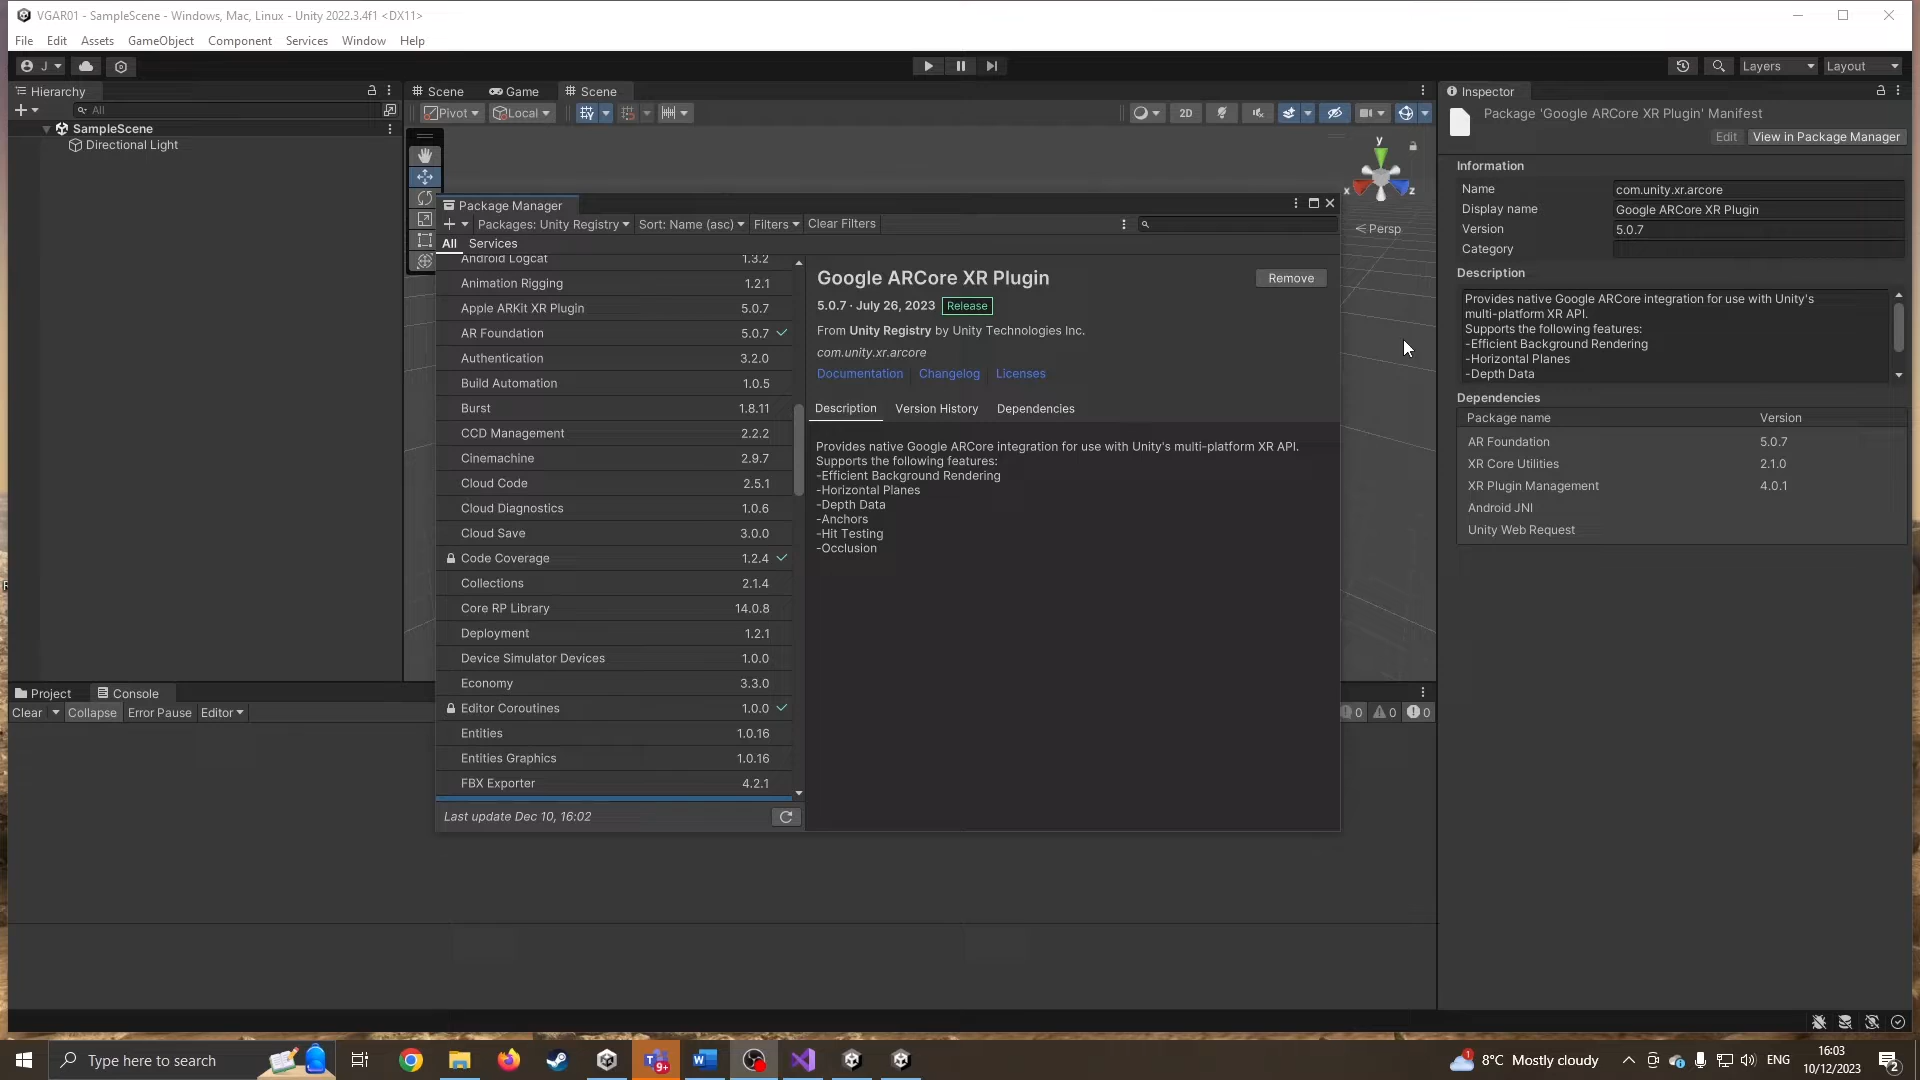 VGAR01 - SampleScene - Windows, Mac, Linux - Unity 2022.3.4f1 <DX11>
File Edit Assets GameObject Component Services Window Help
J
Layers
Layout
Hierarchy
All
SampleScene
Directional Light
Scene
Game
Scene
Pivot
Local
2D
y
x
z
Persp
Package Manager
Packages: Unity Registry
Sort: Name (asc)
Filters
Clear Filters
All
Services
Android Logcat 1.3.2
Animation Rigging 1.2.1
Apple ARKit XR Plugin 5.0.7
AR Foundation 5.0.7
Authentication 3.2.0
Build Automation 1.0.5
Burst 1.8.11
CCD Management 2.2.2
Cinemachine 2.9.7
Cloud Code 2.5.1
Cloud Diagnostics 1.0.6
Cloud Save 3.0.0
Code Coverage 1.2.4
Collections 2.1.4
Core RP Library 14.0.8
Deployment 1.2.1
Device Simulator Devices 1.0.0
Economy 3.3.0
Editor Coroutines 1.0.0
Entities 1.0.16
Entities Graphics 1.0.16
FBX Exporter 4.2.1
Last update Dec 10, 16:02
Google ARCore XR Plugin
Remove
5.0.7 · July 26, 2023 Release
From Unity Registry by Unity Technologies Inc.
com.unity.xr.arcore
Documentation Changelog Licenses
Description Version History Dependencies
Provides native Google ARCore integration for use with Unity's multi-platform XR API.
Supports the following features:
-Efficient Background Rendering
-Horizontal Planes
-Depth Data
-Anchors
-Hit Testing
-Occlusion
Inspector
Package 'Google ARCore XR Plugin' Manifest
Edit
View in Package Manager
Information
Name com.unity.xr.arcore
Display name Google ARCore XR Plugin
Version 5.0.7
Category
Description
Provides native Google ARCore integration for use with Unity's
multi-platform XR API.
Supports the following features:
-Efficient Background Rendering
-Horizontal Planes
-Depth Data
Dependencies
Package name Version
AR Foundation 5.0.7
XR Core Utilities 2.1.0
XR Plugin Management 4.0.1
Android JNI
Unity Web Request
Project
Console
Clear
Collapse
Error Pause
Editor
0
0
0
Type here to search
9+
8°C Mostly cloudy
ENG
16:03
10/12/2023
2